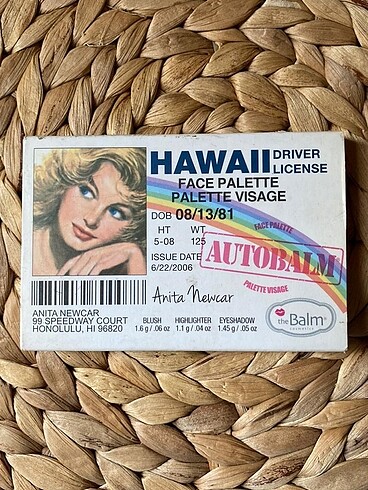 HAWAII DRIVER LICENSE
FACE PALETTE
PALETTE VISAGE
DOB 08/13/81
HT WT
5-08 125
ISSUE DATE
6/22/2006
FACE PALETTE
AUTOBALM
PALETTE VISAGE
Anita Newcar
ANITA NEWCAR
99 SPEEDWAY COURT
HONOLULU, HI 96820
BLUSH HIGHLIGHTER EYESHADOW
1.6 g / .06 oz 1.1 g / .04 oz 1.45 g / .05 oz
theBalm®
cosmetics